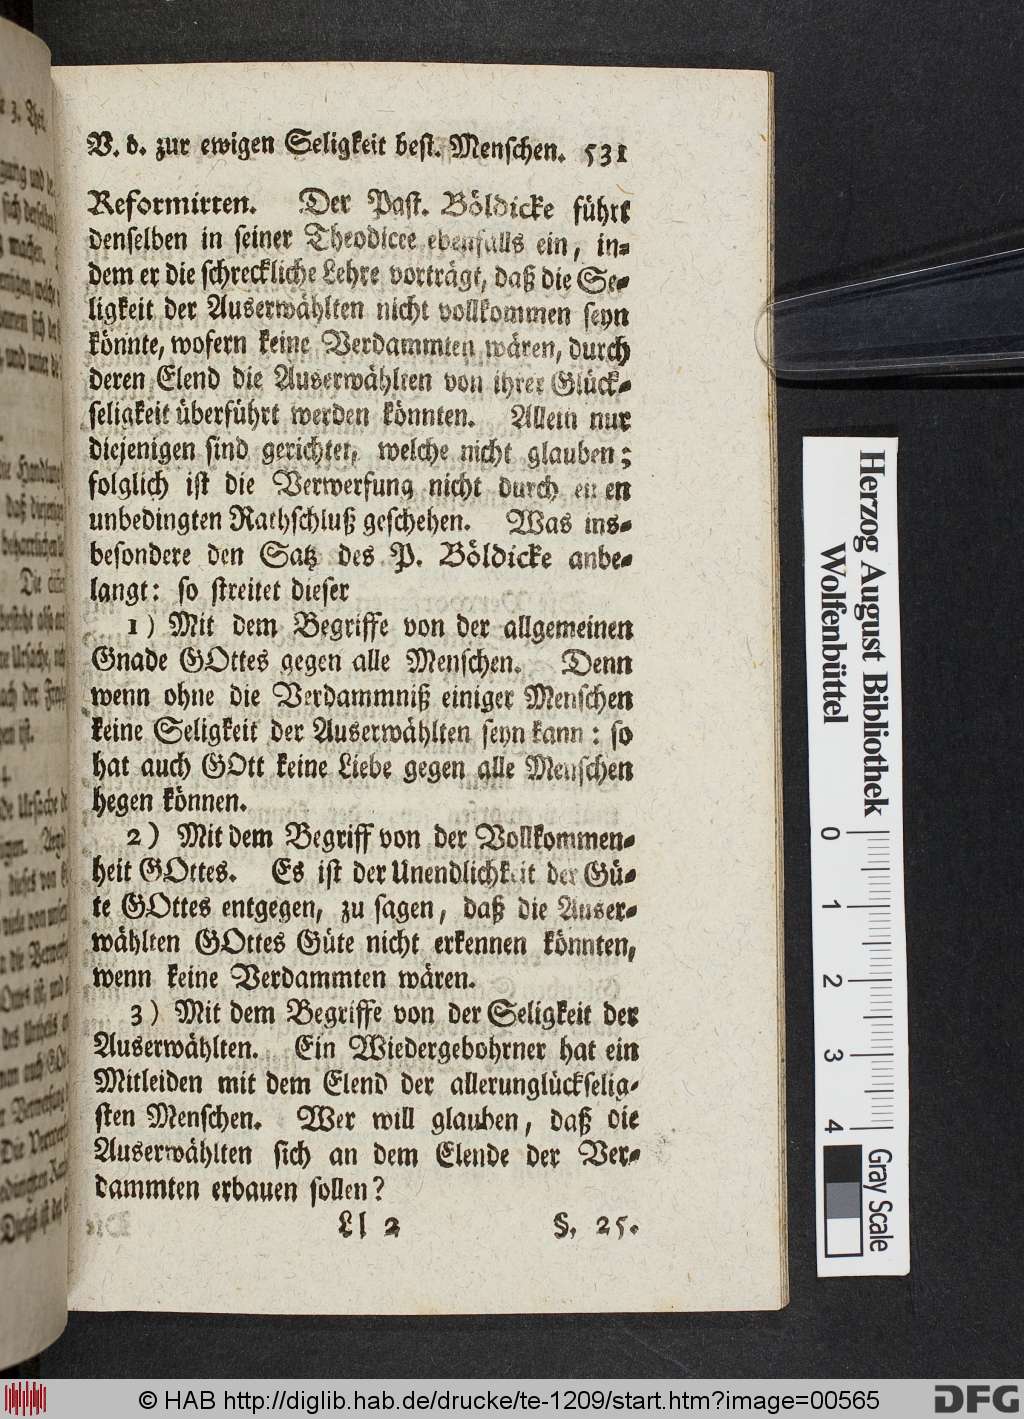 V. d. zur ewigen Seligkeit best. Menschen. 531
Reformirten. Der Past. Böldicke führt
denselben in seiner Theodicee ebenfalls ein, in-
dem er die schreckliche Lehre vorträgt, daß die Se-
ligkeit der Auserwählten nicht vollkommen seyn
könnte, wofern keine Verdammten wären, durch
deren Elend die Auserwählten von ihrer Glück-
seligkeit überführt werden könnten. Allein nur
diejenigen sind gerichtet, welche nicht glauben;
folglich ist die Verwerfung nicht durch einen
unbedingten Rathschluß geschehen. Was ins-
besondere den Satz des P. Böldicke anbe-
langt: so streitet dieser
1) Mit dem Begriffe von der allgemeinen
Gnade GOttes gegen alle Menschen. Denn
wenn ohne die Verdammniß einiger Menschen
keine Seligkeit der Auserwählten seyn kann: so
hat auch GOtt keine Liebe gegen alle Menschen
hegen können.
2) Mit dem Begriff von der Vollkommen-
heit GOttes. Es ist der Unendlichkeit der Gü-
te GOttes entgegen, zu sagen, daß die Auser-
wählten GOttes Güte nicht erkennen könnten,
wenn keine Verdammten wären.
3) Mit dem Begriffe von der Seligkeit der
Auserwählten. Ein Wiedergebohrner hat ein
Mitleiden mit dem Elend der allerunglückselig-
sten Menschen. Wer will glauben, daß die
Auserwählten sich an dem Elende der Ver-
dammten erbauen sollen?
Ll 2 §. 25.
Herzog August Bibliothek
Wolfenbüttel
0 1 2 3 4
Gray Scale
© HAB http://diglib.hab.de/drucke/te-1209/start.htm?image=00565
DFG